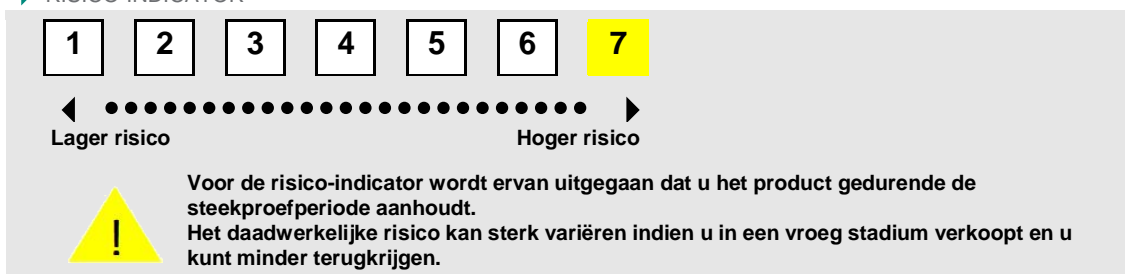 RISICO-INDICATOR
1 2 3 4 5 6 7
Lager risico Hoger risico
Voor de risico-indicator wordt ervan uitgegaan dat u het product gedurende de
steekproefperiode aanhoudt.
!
Het daadwerkelijke risico kan sterk variëren indien u in een vroeg stadium verkoopt en u
kunt minder terugkrijgen.